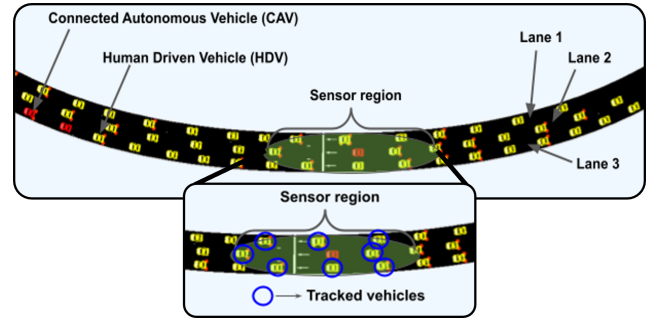 Connected Autonomous Vehicle (CAV)
Human Driven Vehicle (HDV)
Lane 1
Lane 2
Sensor region
Lane 3
Sensor region
Tracked vehicles